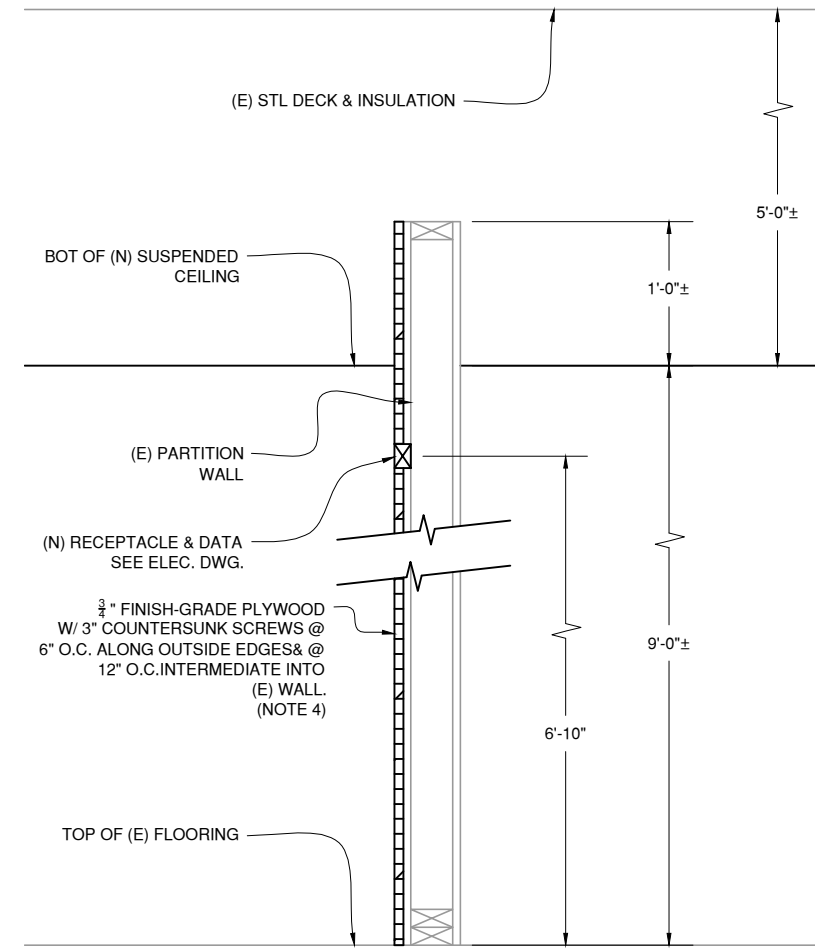 (E) STL DECK & INSULATION
5'-0"±
BOT OF (N) SUSPENDED
CEILING
1'-0"±
(E) PARTITION
WALL
(N) RECEPTACLE & DATA
SEE ELEC. DWG.
3/4" FINISH-GRADE PLYWOOD
W/ 3" COUNTERSUNK SCREWS @
6" O.C. ALONG OUTSIDE EDGES& @
12" O.C.INTERMEDIATE INTO
(E) WALL.
(NOTE 4)
9'-0"±
6'-10"
TOP OF (E) FLOORING